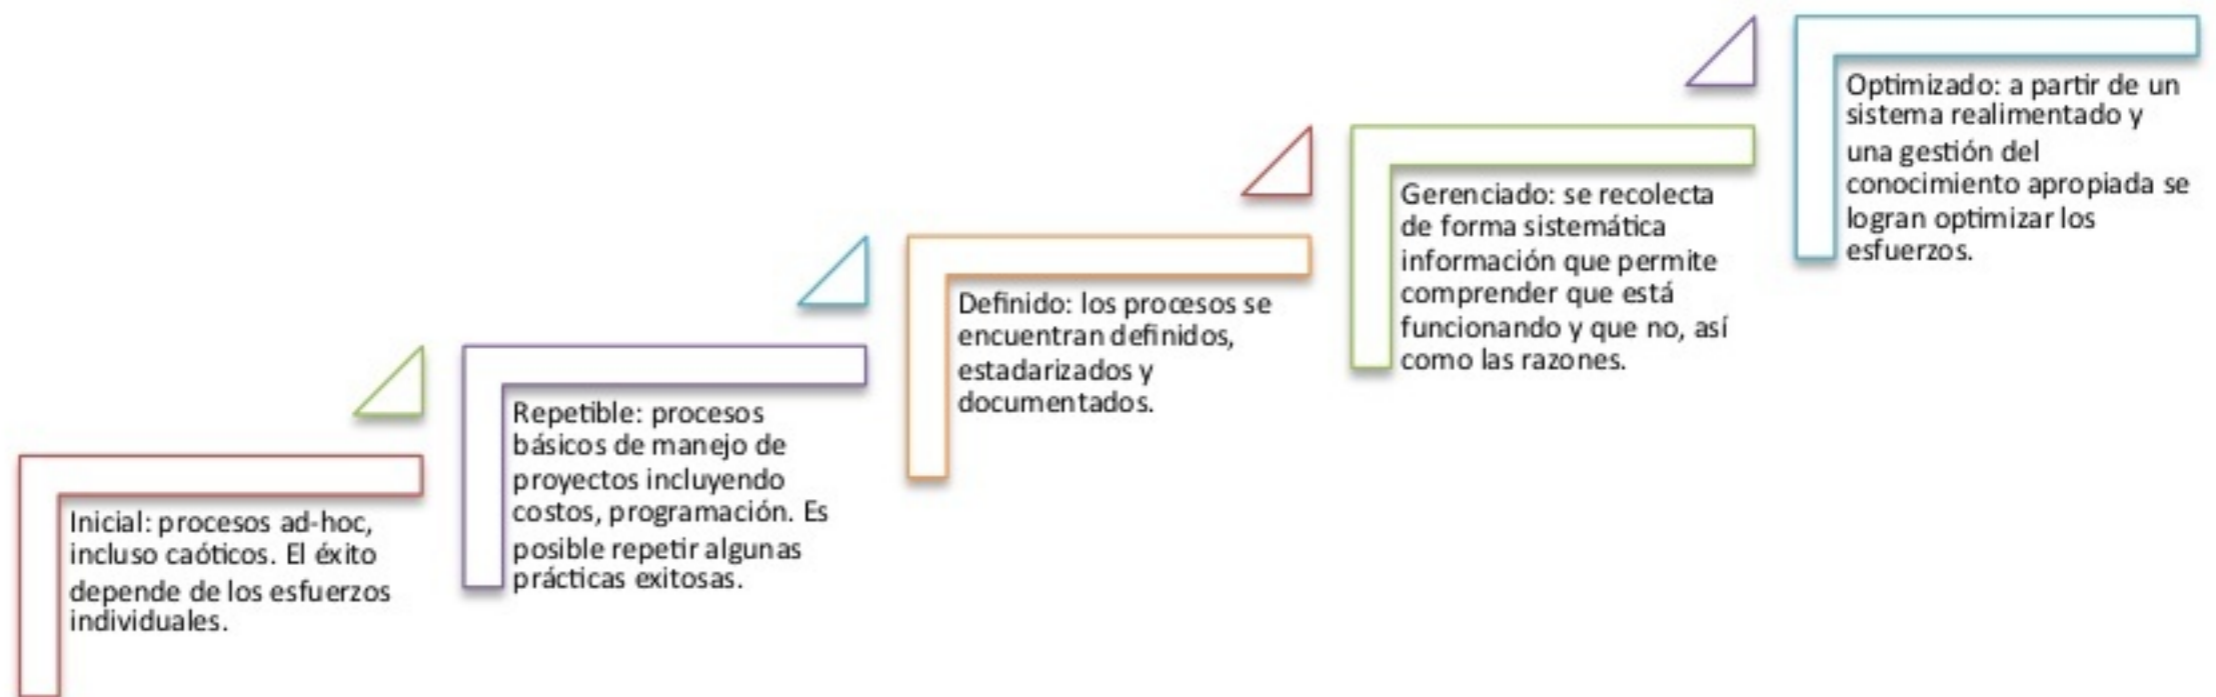 Inicial: procesos ad-hoc,
incluso caóticos. El éxito
depende de los esfuerzos
individuales.
Repetible: procesos
básicos de manejo de
proyectos incluyendo
costos, programación. Es
posible repetir algunas
prácticas exitosas.
Definido: los procesos se
encuentran definidos,
estadarizados y
documentados.
Gerenciado: se recolecta
de forma sistemática
información que permite
comprender que está
funcionando y que no, así
como las razones.
Optimizado: a partir de un
sistema realimentado y
una gestión del
conocimiento apropiada se
logran optimizar los
esfuerzos.